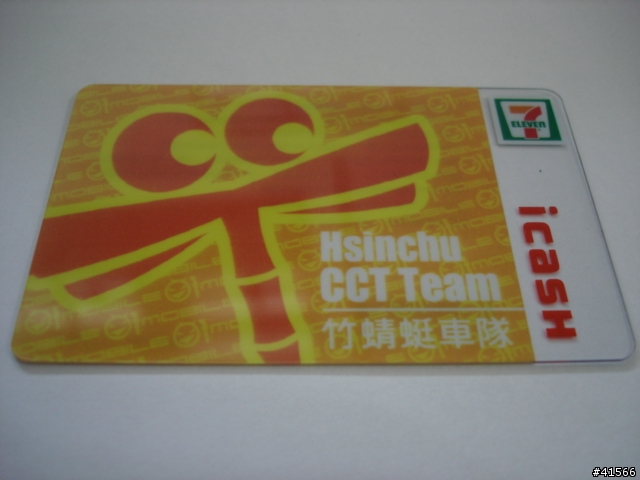 Hsinchu
CCT Team
竹蜻蜓車隊
7
ELEVEN
icash
#41566